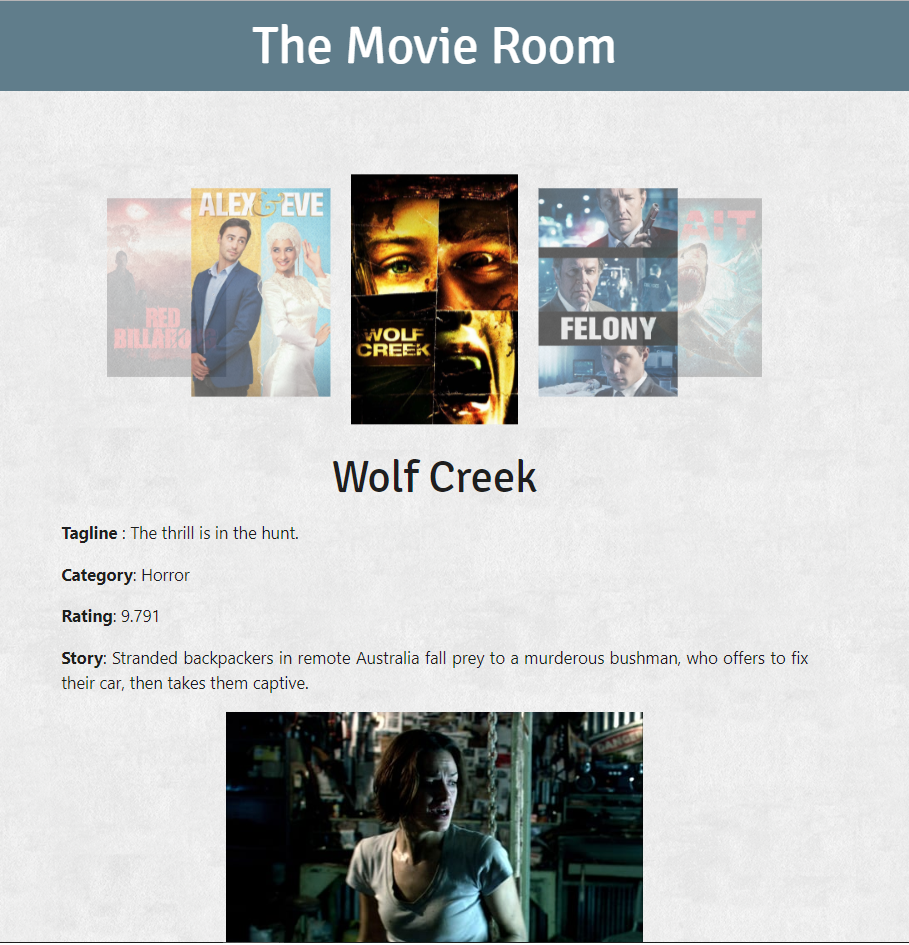 The Movie Room
RED
ALEX & EVE
WOLF
CREEK
FELONY
Wolf Creek
Tagline : The thrill is in the hunt.
Category: Horror
Rating: 9.791
Story: Stranded backpackers in remote Australia fall prey to a murderous bushman, who offers to fix
their car, then takes them captive.